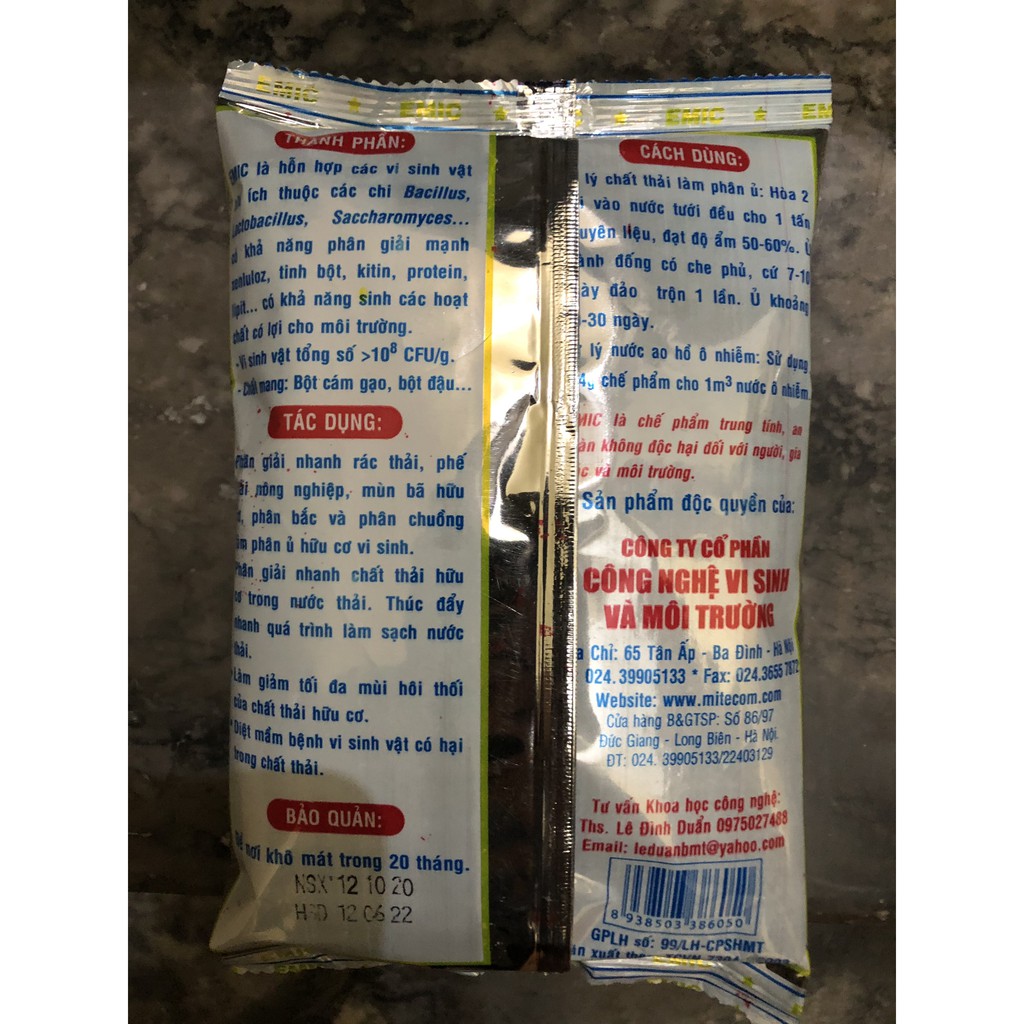 EMIC ★ EMIC ★ EMIC ★
THÀNH PHẦN:
EMIC là hỗn hợp các vi sinh vật
ích thuộc các chi Bacillus,
Lactobacillus, Saccharomyces...
có khả năng phân giải mạnh
tinh bột, kitin, protein,
lipít... có khả năng sinh các hoạt
chất có lợi cho môi trường.
- Vi sinh vật tổng số >10⁸ CFU/g.
- Chất mang: Bột cám gạo, bột đậu...
TÁC DỤNG:
Phân giải nhanh rác thải, phế
nông nghiệp, mùn bã hữu
phân bắc và phân chuồng
phân ủ hữu cơ vi sinh.
Phân giải nhanh chất thải hữu
cơ trong nước thải. Thúc đẩy
nhanh quá trình làm sạch nước
thải.
- Làm giảm tối đa mùi hôi thối
của chất thải hữu cơ.
Diệt mầm bệnh vi sinh vật có hại
trong chất thải.
BẢO QUẢN:
Để nơi khô mát trong 20 tháng.
NSX 12 10 20
HSD 12 06 22
CÁCH DÙNG:
lý chất thải làm phân ủ: Hòa 2
vào nước tưới đều cho 1 tấn
liệu, đạt độ ẩm 50-60%. Ủ
đống có che phủ, cứ 7-10
đảo trộn 1 lần. Ủ khoảng
-30 ngày.
lý nước ao hồ ô nhiễm: Sử dụng
chế phẩm cho 1m³ nước ô nhiễm.
EMIC là chế phẩm trung tính, an
không độc hại đối với người, gia
và môi trường.
Sản phẩm độc quyền của:
CÔNG TY CỔ PHẦN
CÔNG NGHỆ VI SINH
VÀ MÔI TRƯỜNG
Chỉ: 65 Tân Ấp - Ba Đình - Hà Nội
024.39905133 * Fax: 024.3655 7872
Website: www.mitecom.com
Cửa hàng B&GTSP: Số 86/97
Đức Giang - Long Biên - Hà Nội.
ĐT: 024. 39905133/22403129
Tư vấn Khoa học công nghệ:
Ths. Lê Đình Duẩn 0975027488
Email: leduanbmt@yahoo.com
8 938503 386050
GPLH số: 99/LH-CPSHMT
xuất